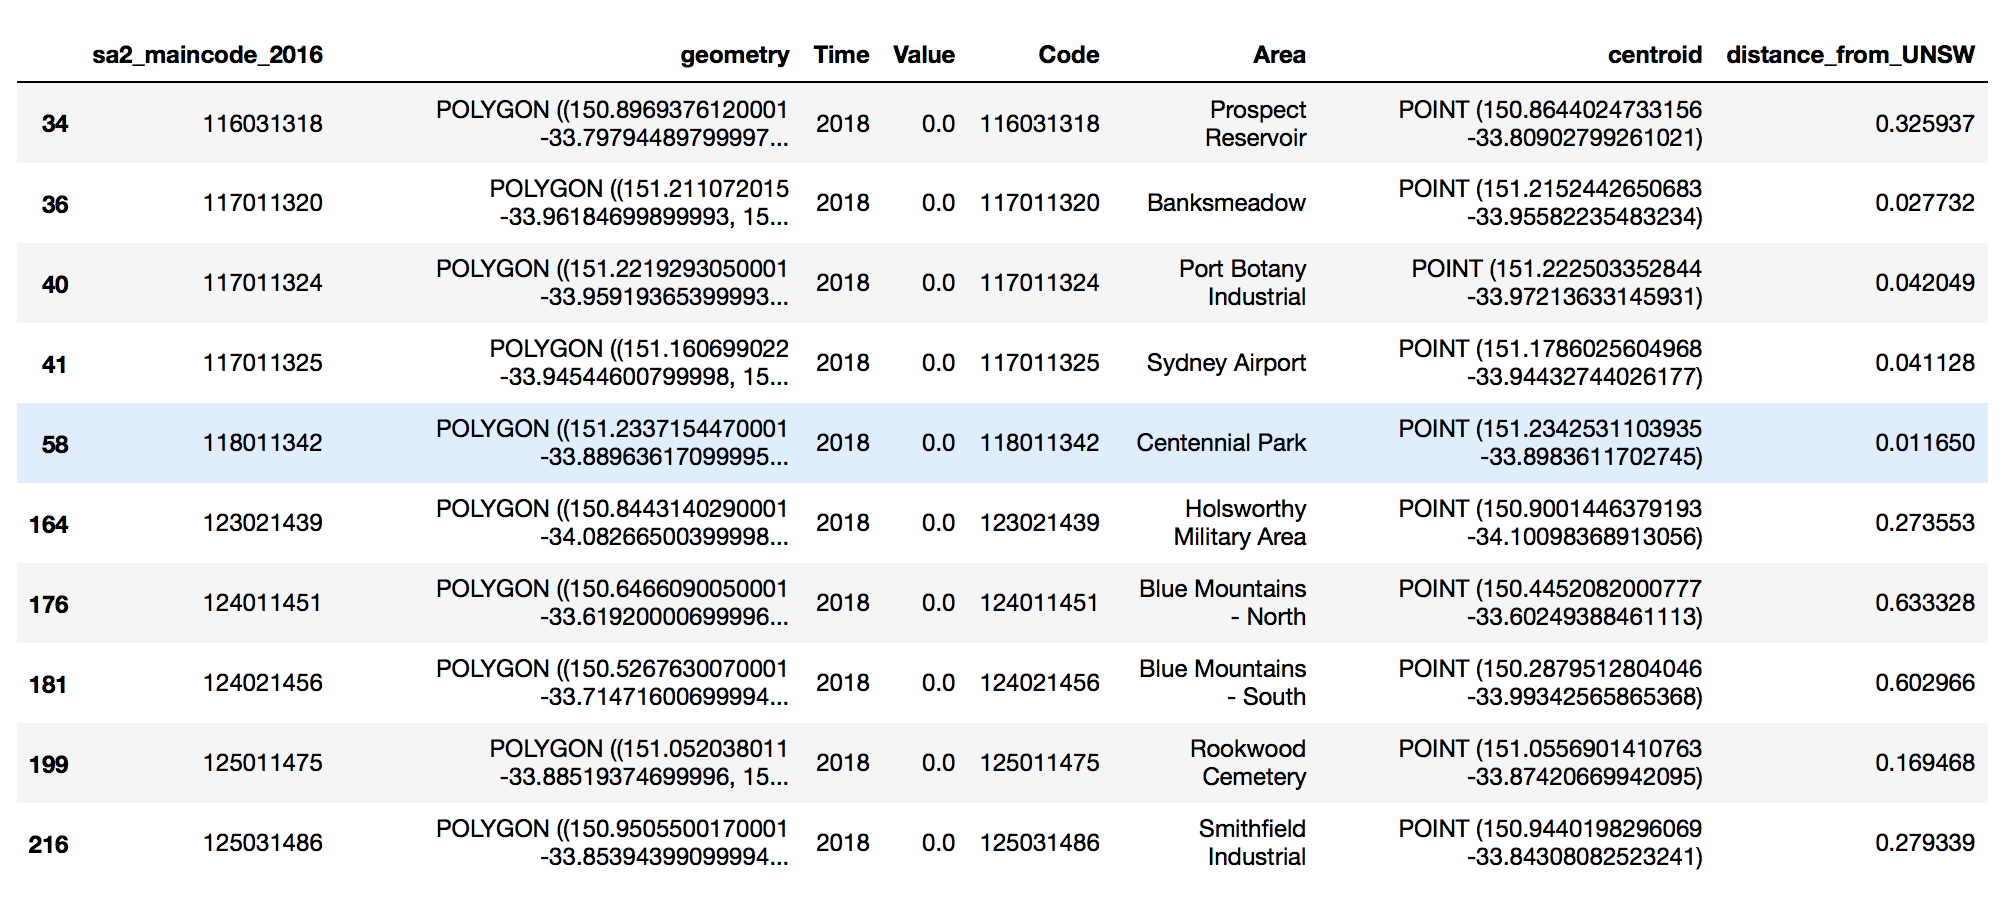 sa2_maincode_2016 geometry Time Value Code Area centroid distance_from_UNSW
34 116031318 POLYGON ((150.8969376120001 -33.79794489799997... 2018 0.0 116031318 Prospect Reservoir POINT (150.8644024733156 -33.80902799261021) 0.325937
36 117011320 POLYGON ((151.211072015 -33.96184699899993, 15... 2018 0.0 117011320 Banksmeadow POINT (151.2152442650683 -33.95582235483234) 0.027732
40 117011324 POLYGON ((151.2219293050001 -33.95919365399993... 2018 0.0 117011324 Port Botany Industrial POINT (151.222503352844 -33.97213633145931) 0.042049
41 117011325 POLYGON ((151.160699022 -33.94544600799998, 15... 2018 0.0 117011325 Sydney Airport POINT (151.1786025604968 -33.94432744026177) 0.041128
58 118011342 POLYGON ((151.2337154470001 -33.88963617099995... 2018 0.0 118011342 Centennial Park POINT (151.2342531103935 -33.8983611702745) 0.011650
164 123021439 POLYGON ((150.8443140290001 -34.08266500399998... 2018 0.0 123021439 Holsworthy Military Area POINT (150.9001446379193 -34.10098368913056) 0.273553
176 124011451 POLYGON ((150.6466090050001 -33.61920000699996... 2018 0.0 124011451 Blue Mountains - North POINT (150.4452082000777 -33.60249388461113) 0.633328
181 124021456 POLYGON ((150.5267630070001 -33.71471600699994... 2018 0.0 124021456 Blue Mountains - South POINT (150.2879512804046 -33.99342565865368) 0.602966
199 125011475 POLYGON ((151.052038011 -33.88519374699996, 15... 2018 0.0 125011475 Rookwood Cemetery POINT (151.0556901410763 -33.87420669942095) 0.169468
216 125031486 POLYGON ((150.9505500170001 -33.85394399099994... 2018 0.0 125031486 Smithfield Industrial POINT (150.9440198296069 -33.84308082523241) 0.279339